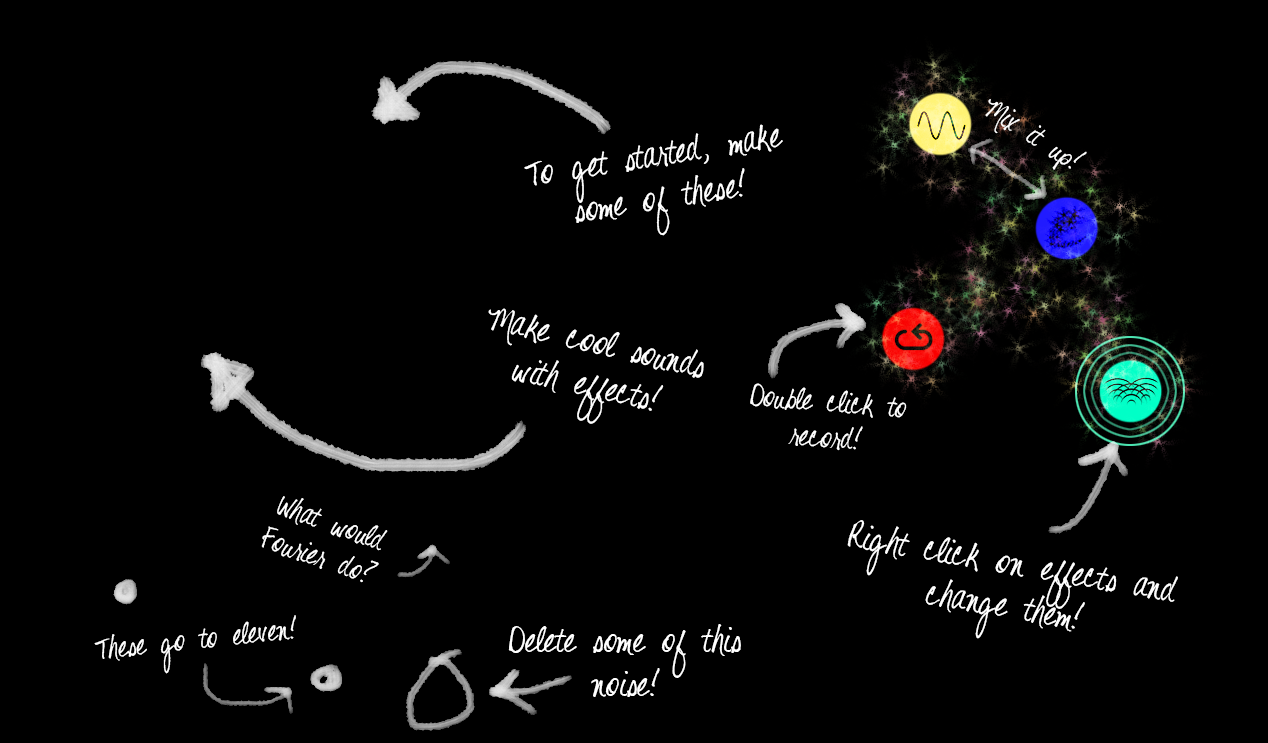 To get started, make
some of these!
Mix it up!
Make cool sounds
with effects!
Double click to
record!
Right click on effects and
change them!
What would
Fourier do?
These go to eleven!
Delete some of this
noise!